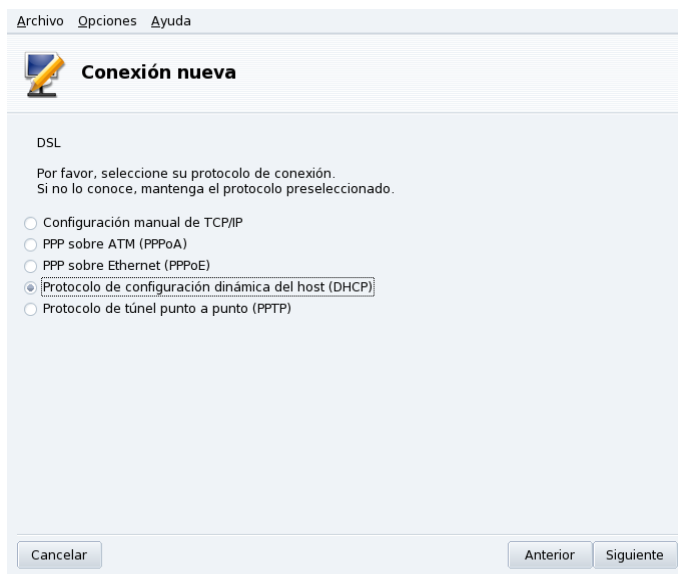 Archivo Opciones Ayuda
Conexión nueva
DSL
Por favor, seleccione su protocolo de conexión.
Si no lo conoce, mantenga el protocolo preseleccionado.
Configuración manual de TCP/IP
PPP sobre ATM (PPPoA)
PPP sobre Ethernet (PPPoE)
Protocolo de configuración dinámica del host (DHCP)
Protocolo de túnel punto a punto (PPTP)
Cancelar Anterior Siguiente